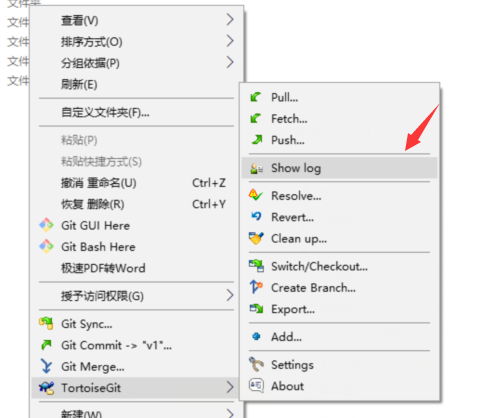 文件
文件
文件
文件
文件
查看(V)
排序方式(O)
分组依据(P)
刷新(E)
自定义文件夹(F)...
粘贴(P)
粘贴快捷方式(S)
撤消 重命名(U) Ctrl+Z
恢复 删除(R) Ctrl+Y
Git GUI Here
Git Bash Here
极速PDF转Word
授予访问权限(G)
Git Sync...
Git Commit -> "v1"...
Git Merge...
TortoiseGit
新建(W)
Pull...
Fetch...
Push...
Show log
Resolve...
Revert...
Clean up...
Switch/Checkout...
Create Branch...
Export...
Add...
Settings
About